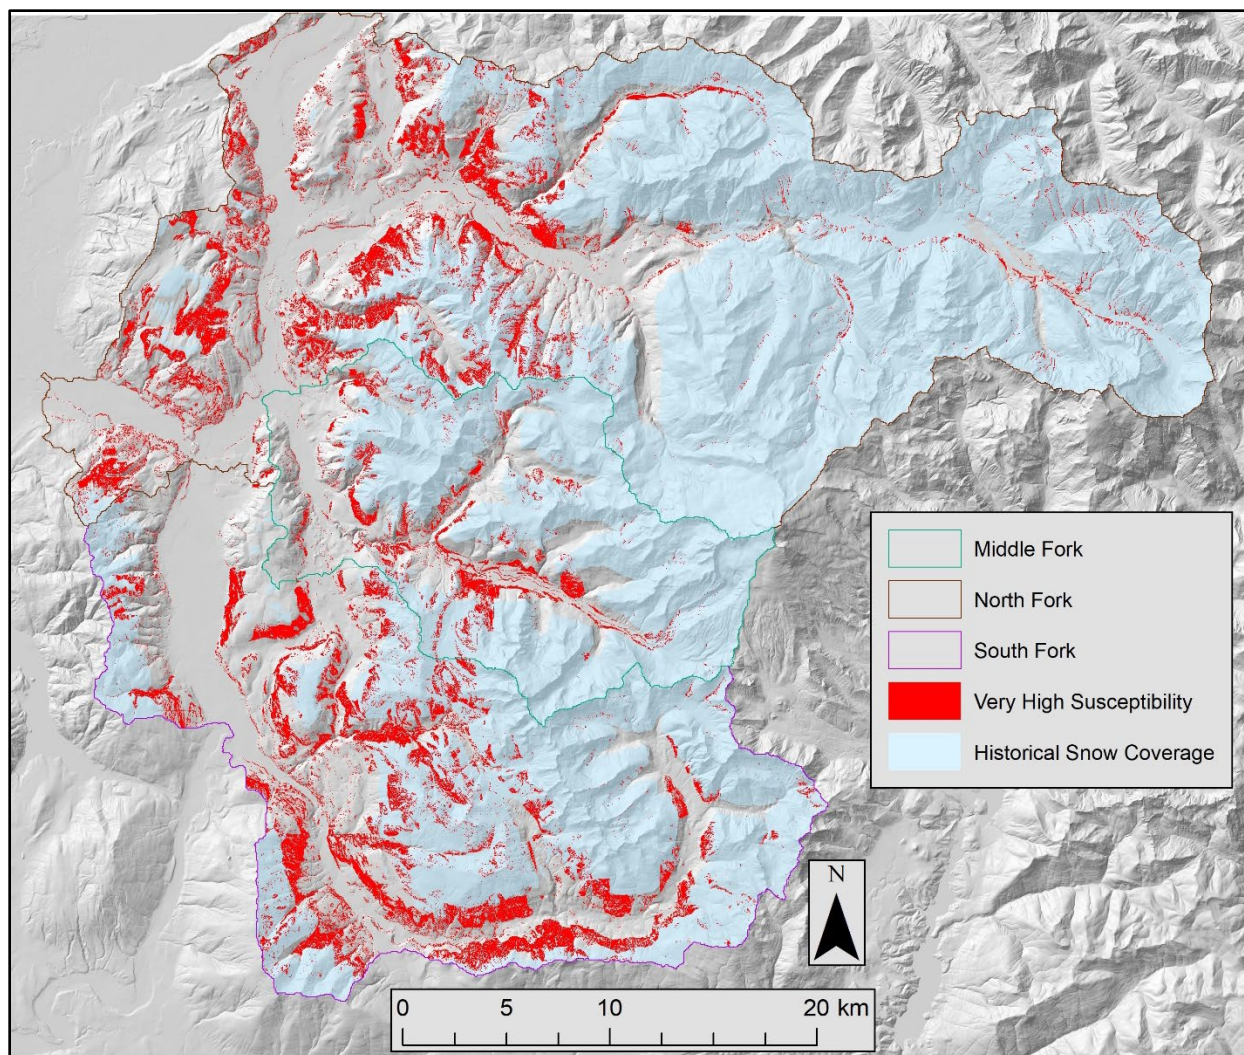 Middle Fork
North Fork
South Fork
Very High Susceptibility
Historical Snow Coverage
N
0 5 10 20 km